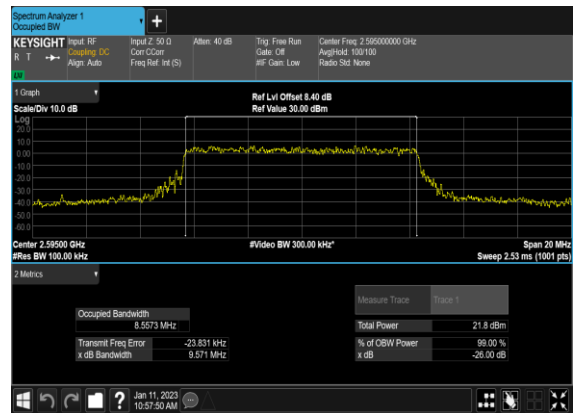 Spectrum Analyzer 1
Occupied BW
KEYSIGHT Input: RF Input Z: 50 Ω Atten: 40 dB Trig: Free Run Center Freq: 2.595000000 GHz
R T Coupling: DC Corr CCorr Gate: Off Avg|Hold: 100/100
Align: Auto Freq Ref: Int (S) #IF Gain: Low Radio Std: None
1 Graph Ref Lvl Offset 8.40 dB
Scale/Div 10.0 dB Ref Value 30.00 dBm
Log
20.0
10.0
0.00
-10.0
-20.0
-30.0
-40.0
-50.0
-60.0
Center 2.59500 GHz #Video BW 300.00 kHz* Span 20 MHz
#Res BW 100.00 kHz Sweep 2.53 ms (1001 pts)
2 Metrics
Measure Trace Trace 1
Occupied Bandwidth
8.5573 MHz Total Power 21.8 dBm
Transmit Freq Error -23.831 kHz % of OBW Power 99.00 %
x dB Bandwidth 9.571 MHz x dB -26.00 dB
? Jan 11, 2023
10:57:50 AM